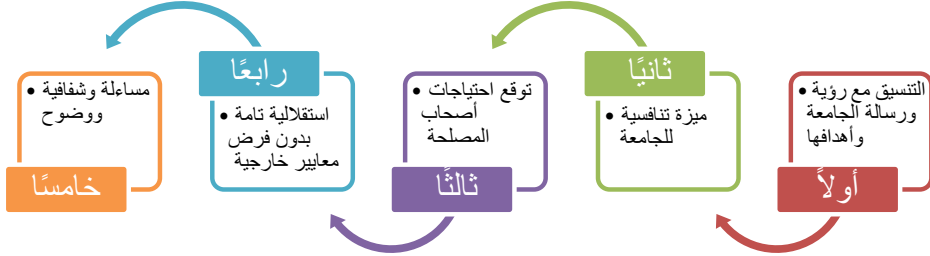 أولاً
• التنسيق مع رؤية
ورسالة الجامعة
وأهدافها
ثانيًا
• ميزة تنافسية
للجامعة
ثالثًا
• توقع احتياجات
أصحاب
المصلحة
رابعًا
• استقلالية تامة
بدون فرض
معايير خارجية
خامسًا
• مساءلة وشفافية
ووضوح